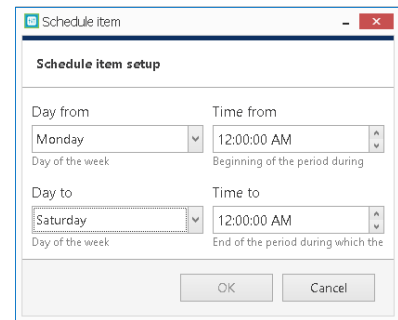 Schedule item
Schedule item setup
Day from Time from
Monday 12:00:00 AM
Day of the week Beginning of the period during
Day to Time to
Saturday 12:00:00 AM
Day of the week End of the period during which the
OK Cancel